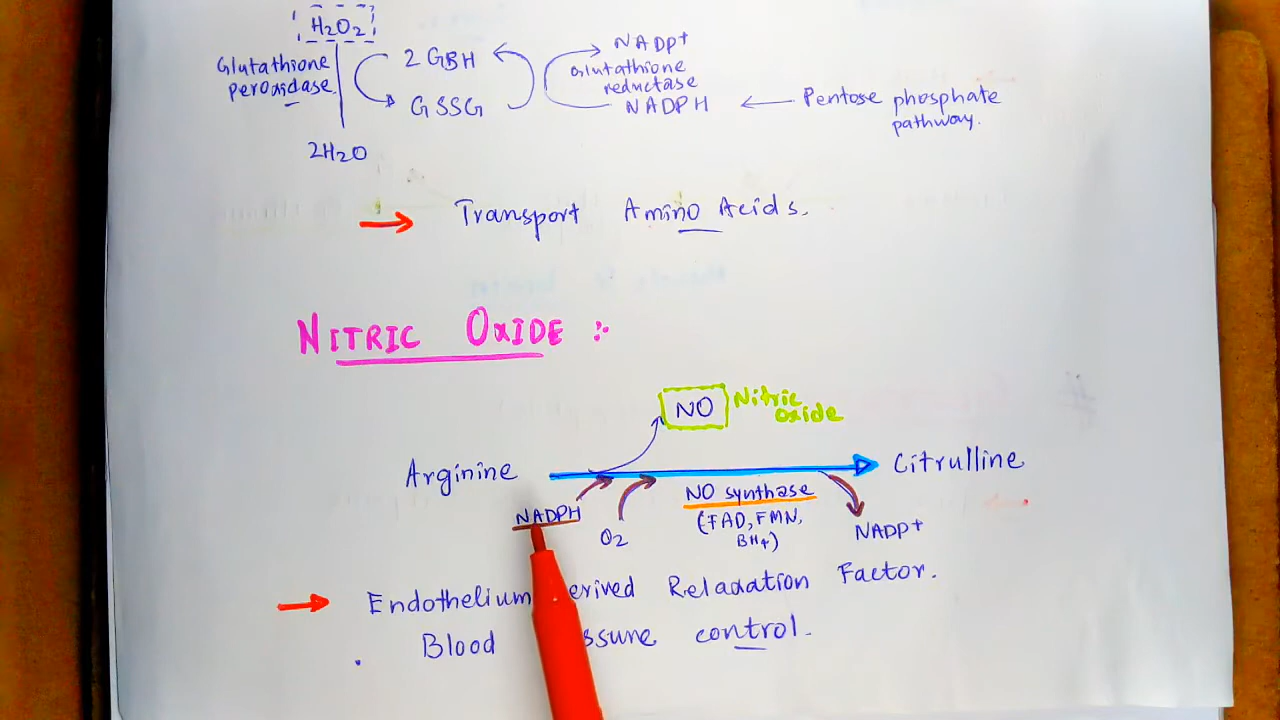 H₂O₂
Glutathione
peroxidase
2 GSH
GSSG
NADP+
Glutathione
reductase
NADPH
Pentose phosphate
pathway.
2H₂O
Transport Amino Acids.
NITRIC OXIDE :-
NO Nitric
oxide
Arginine
Citrulline
NADPH
O₂
NO synthase
(FAD, FMN,
BH₄)
NADP+
Endothelium erived Relaxation Factor.
Blood ssure control.